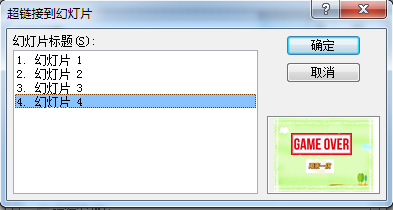 超链接到幻灯片
幻灯片标题(S):
1. 幻灯片 1
2. 幻灯片 2
3. 幻灯片 3
4. 幻灯片 4
确定
取消
GAME OVER